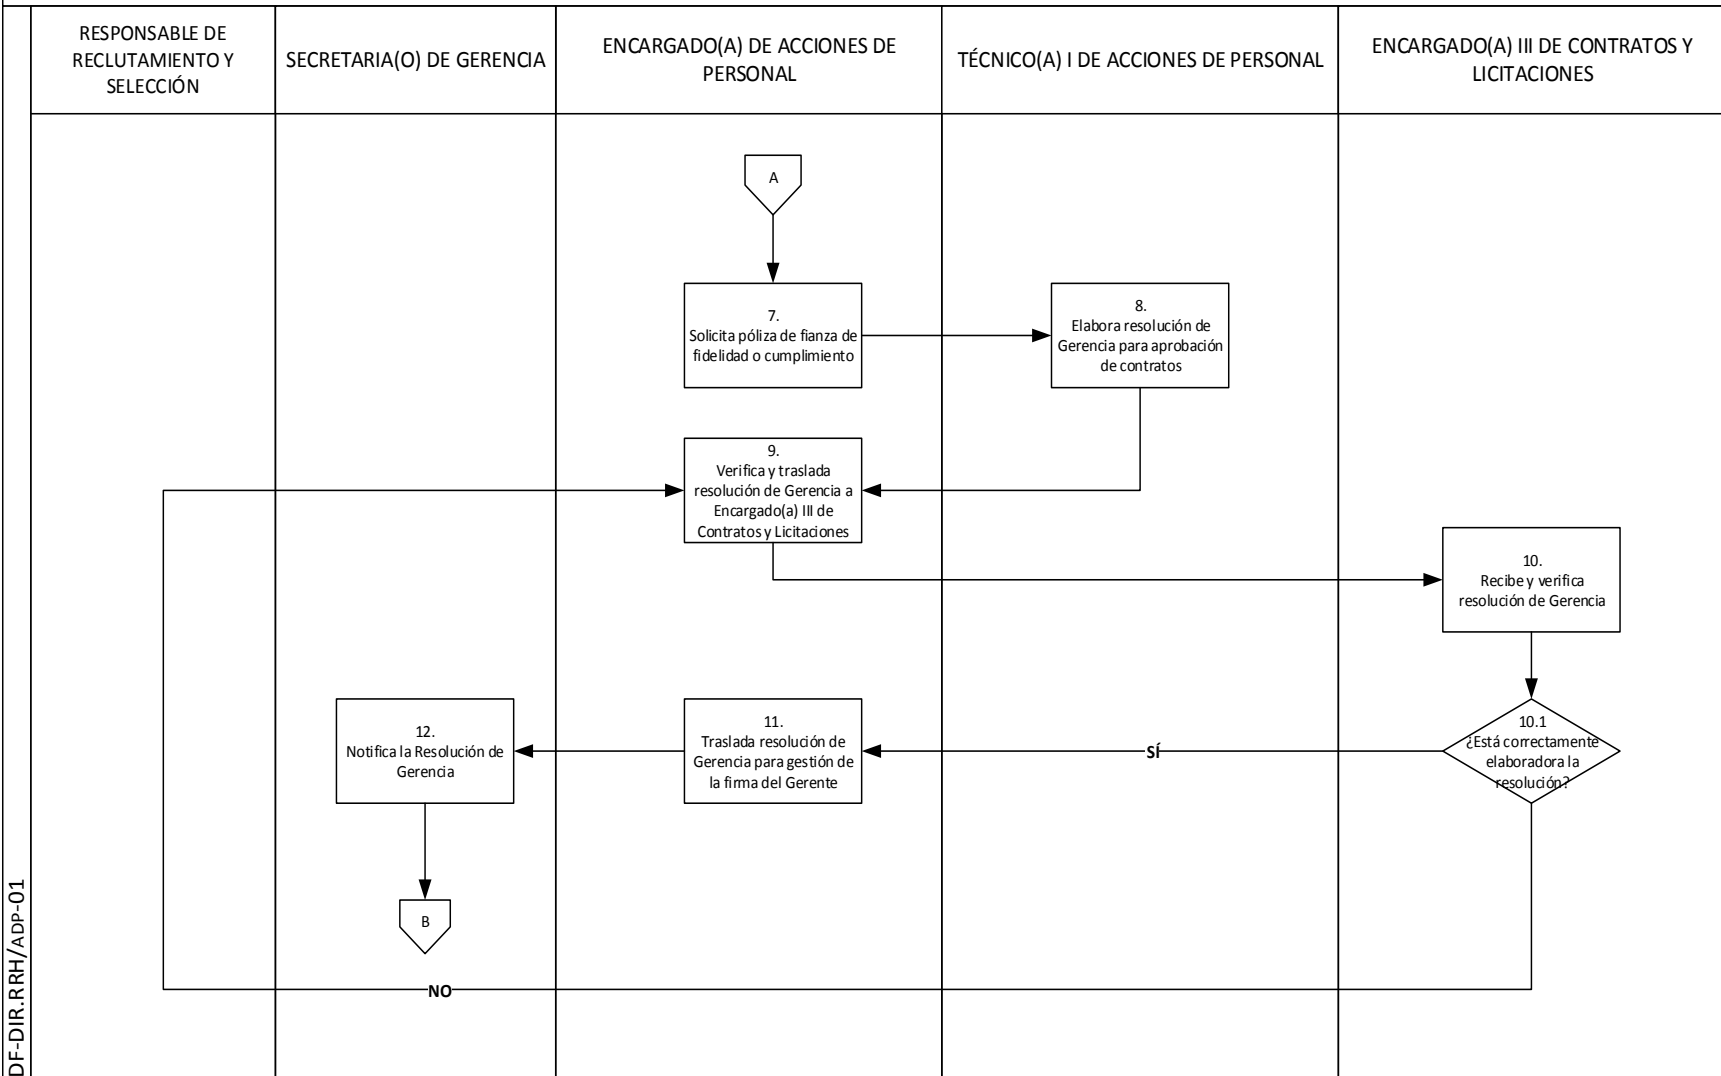 RESPONSABLE DE
RECLUTAMIENTO Y
SELECCIÓN
SECRETARIA(O) DE GERENCIA
ENCARGADO(A) DE ACCIONES DE
PERSONAL
TÉCNICO(A) I DE ACCIONES DE PERSONAL
ENCARGADO(A) III DE CONTRATOS Y
LICITACIONES
A
7.
Solicita póliza de fianza de
fidelidad o cumplimiento
8.
Elabora resolución de
Gerencia para aprobación
de contratos
9.
Verifica y traslada
resolución de Gerencia a
Encargado(a) III de
Contratos y Licitaciones
10.
Recibe y verifica
resolución de Gerencia
10.1
¿Está correctamente
elaboradora la
resolución?
SÍ
11.
Traslada resolución de
Gerencia para gestión de
la firma del Gerente
12.
Notifica la Resolución de
Gerencia
B
NO
DF-DIR.RRH/ADP-01